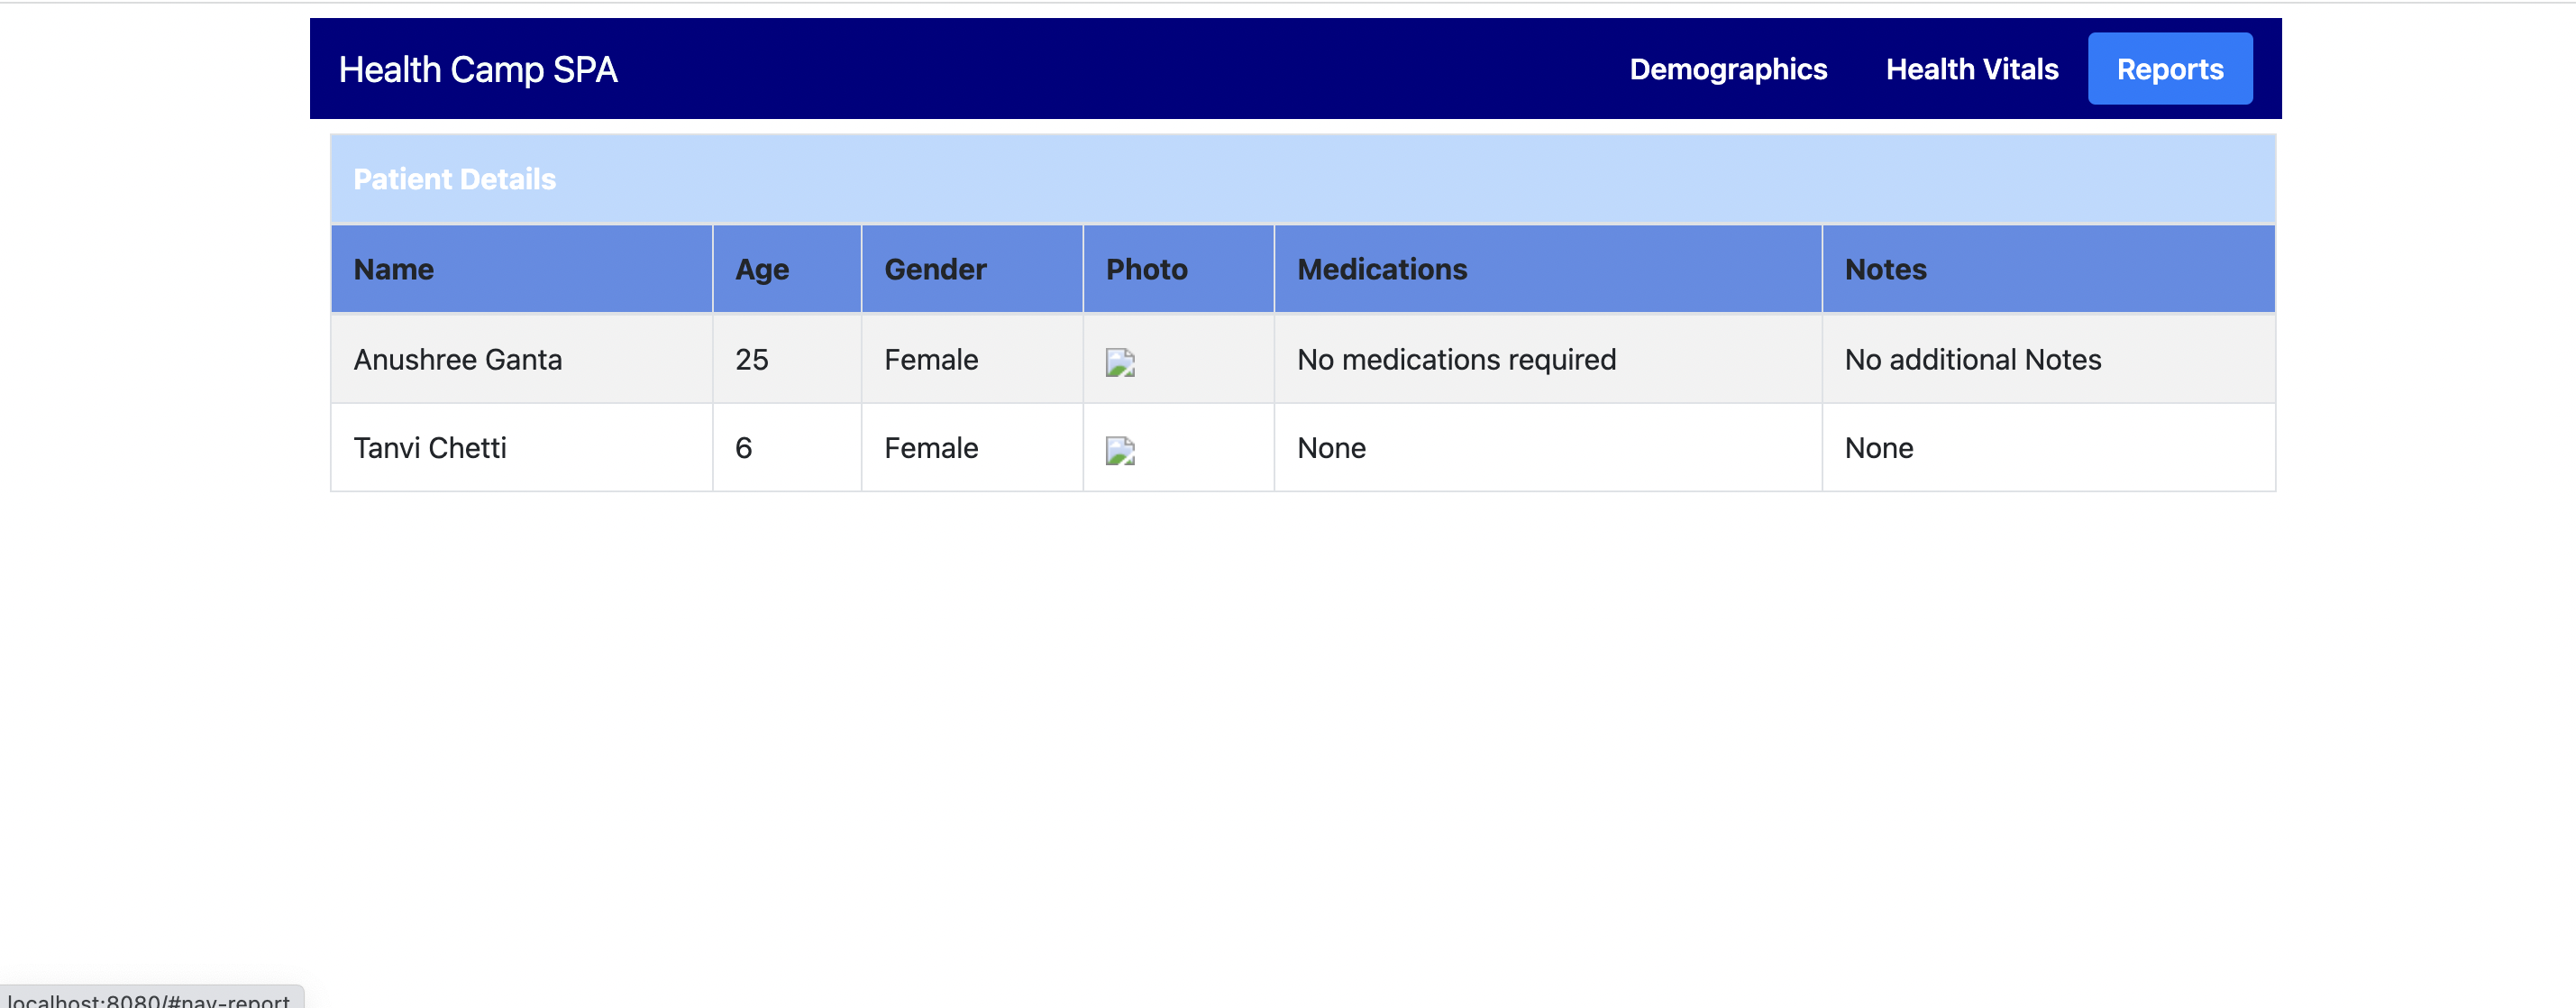 Health Camp SPA Demographics Health Vitals Reports
Patient Details
Name Age Gender Photo Medications Notes
Anushree Ganta 25 Female No medications required No additional Notes
Tanvi Chetti 6 Female None None
localhost:8080/#nav-report